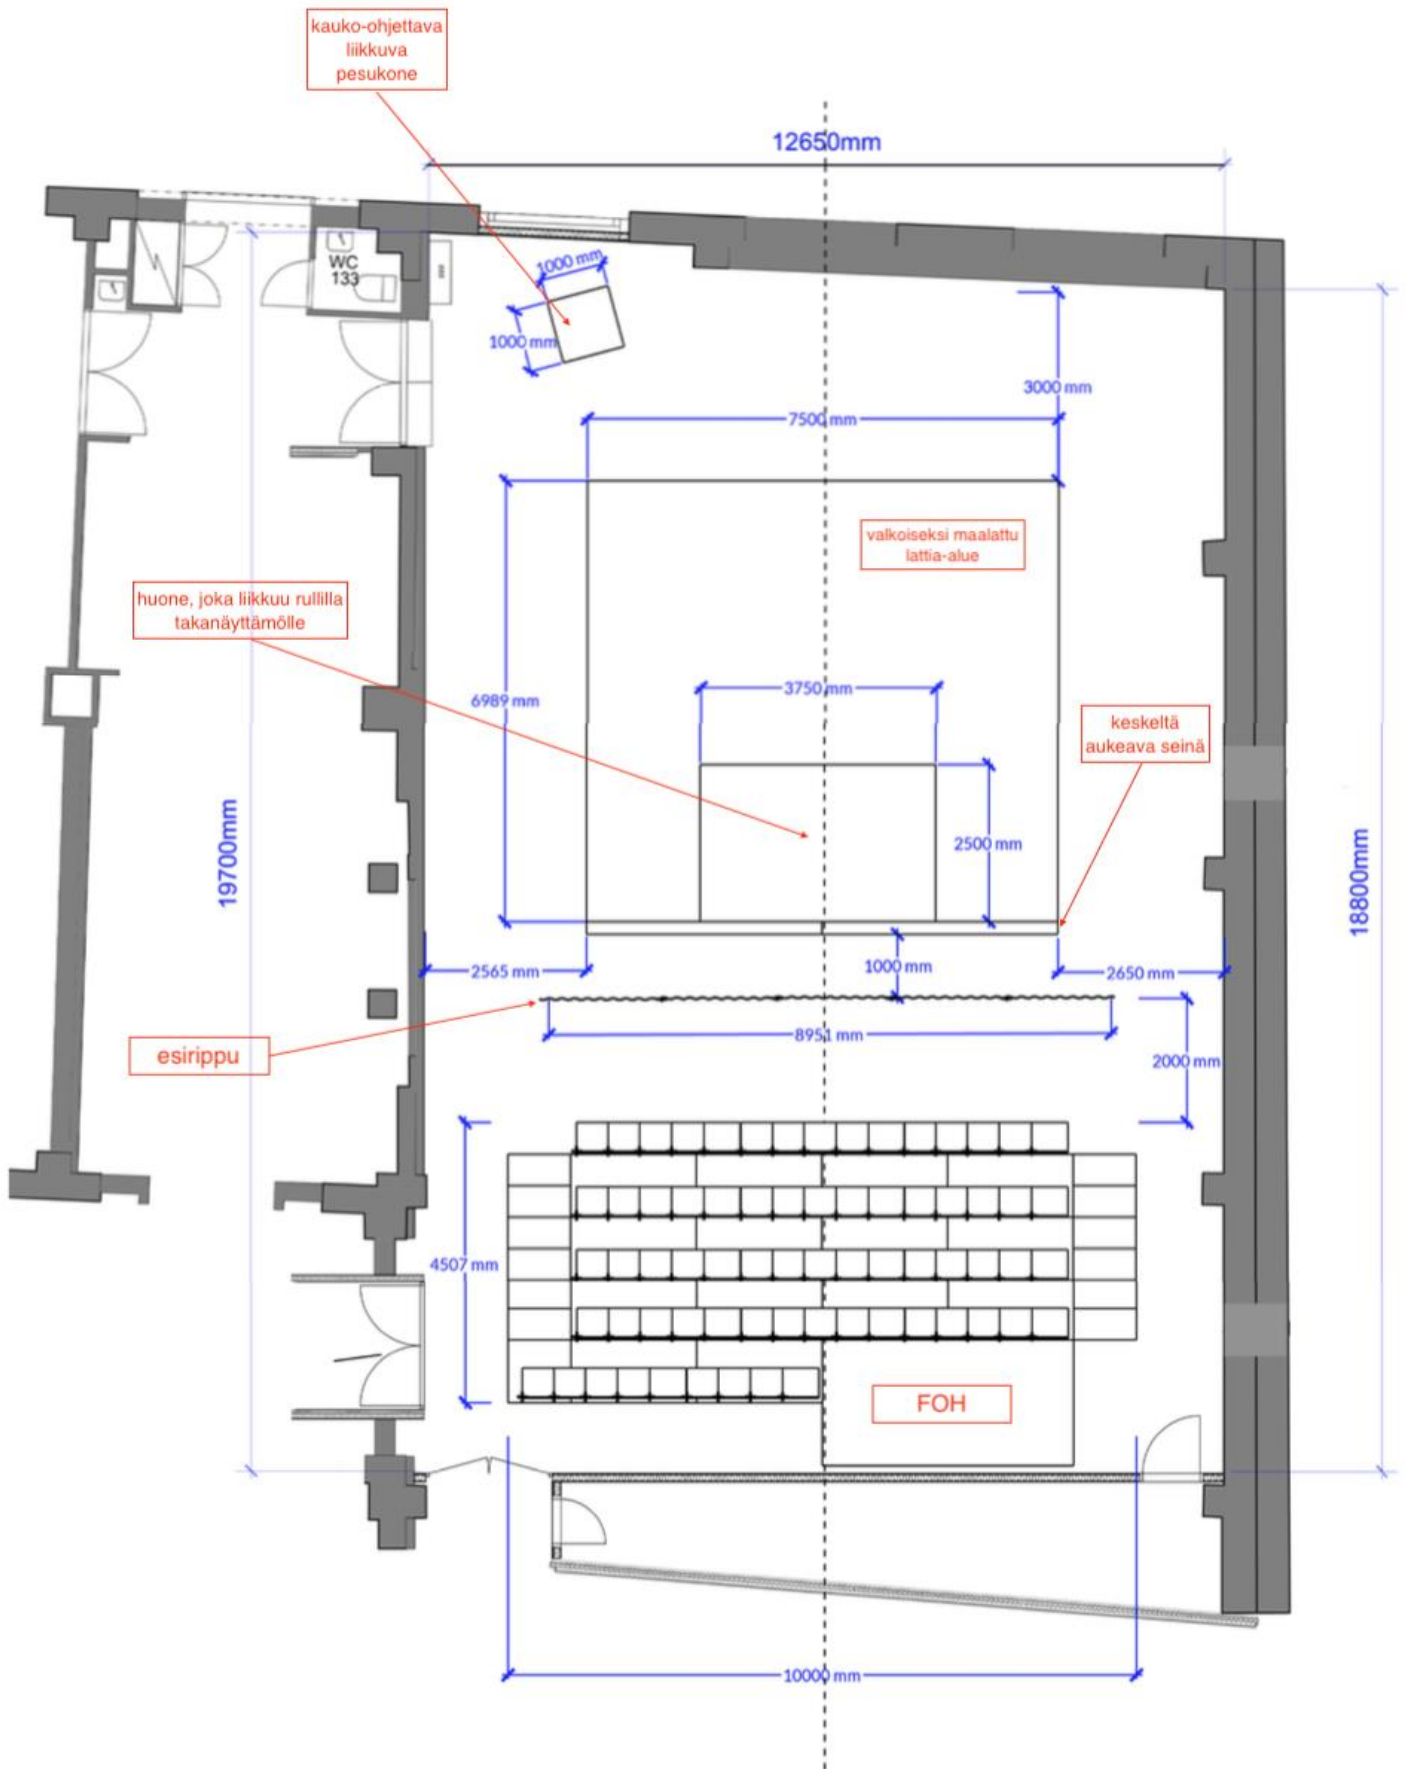 kauko-ohjettava
liikkuva
pesukone
12650mm
WC
133
1000 mm
1000 mm
3000 mm
7500 mm
valkoiseksi maalattu
lattia-alue
huone, joka liikkuu rullilla
takanäyttämölle
6989 mm
3750 mm
keskeltä
aukeava seinä
19700mm
2500 mm
18800mm
2565 mm
1000 mm
2650 mm
esirippu
8951 mm
2000 mm
4507 mm
FOH
10000 mm